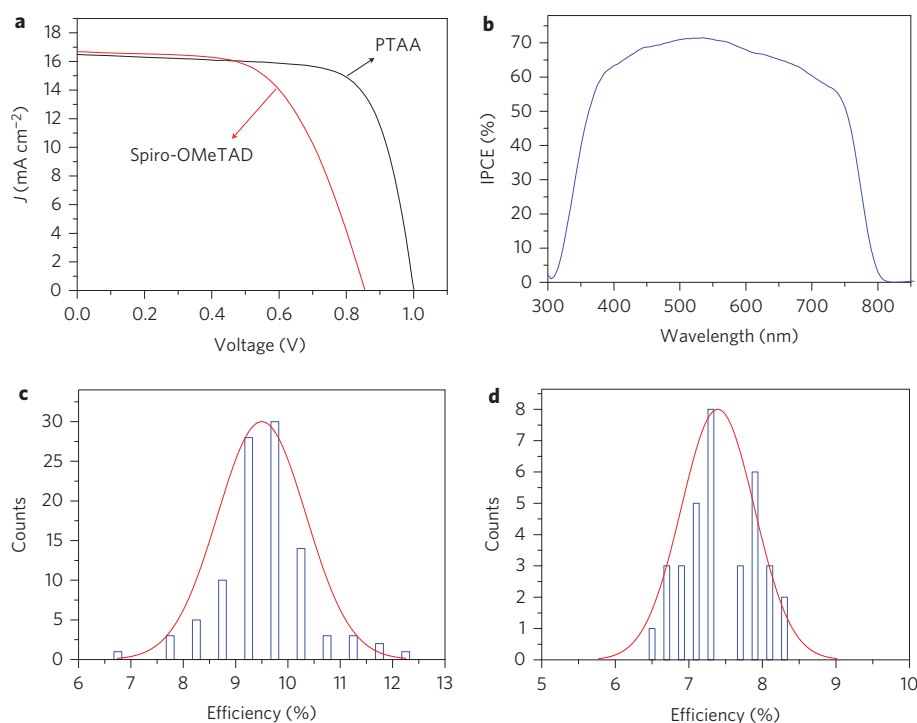 a
18
16
14
12
10
8
6
4
2
0
J (mA cm⁻²)
PTAA
Spiro-OMeTAD
0.0 0.2 0.4 0.6 0.8 1.0
Voltage (V)
b
80
70
60
50
40
30
20
10
0
IPCE (%)
300 400 500 600 700 800
Wavelength (nm)
c
30
25
20
15
10
5
0
Counts
6 7 8 9 10 11 12 13
Efficiency (%)
d
8
7
6
5
4
3
2
1
0
Counts
5 6 7 8 9 10
Efficiency (%)